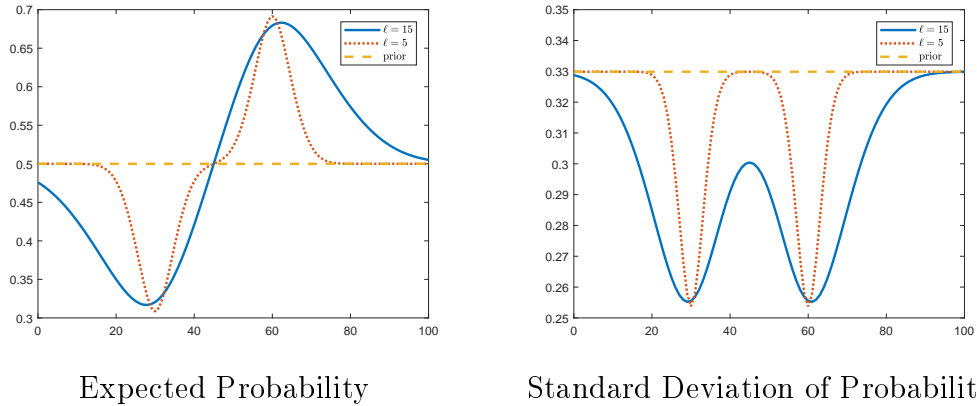 0.7
0.65
0.6
0.55
0.5
0.45
0.4
0.35
0.3
0 20 40 60 80 100
ℓ = 15
ℓ = 5
prior
Expected Probability
0.35
0.34
0.33
0.32
0.31
0.3
0.29
0.28
0.27
0.26
0.25
0 20 40 60 80 100
ℓ = 15
ℓ = 5
prior
Standard Deviation of Probabilit